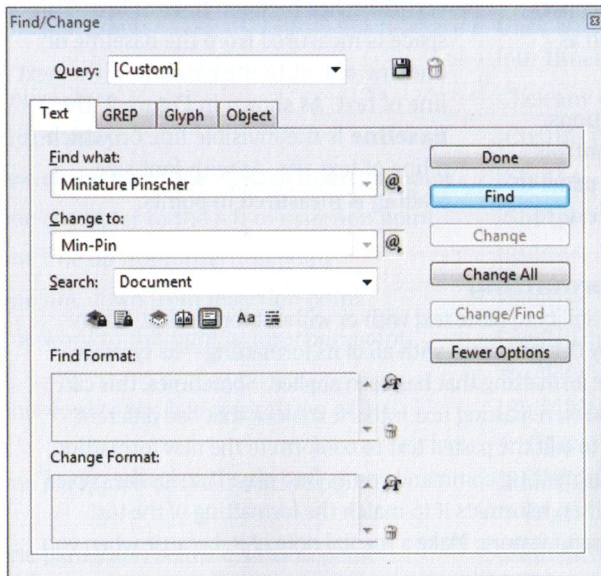 Find/Change
Query: [Custom]
Text GREP Glyph Object
Find what:
Miniature Pinscher
Change to:
Min-Pin
Search: Document
Aa
Find Format:
Change Format:
Done
Find
Change
Change All
Change/Find
Fewer Options